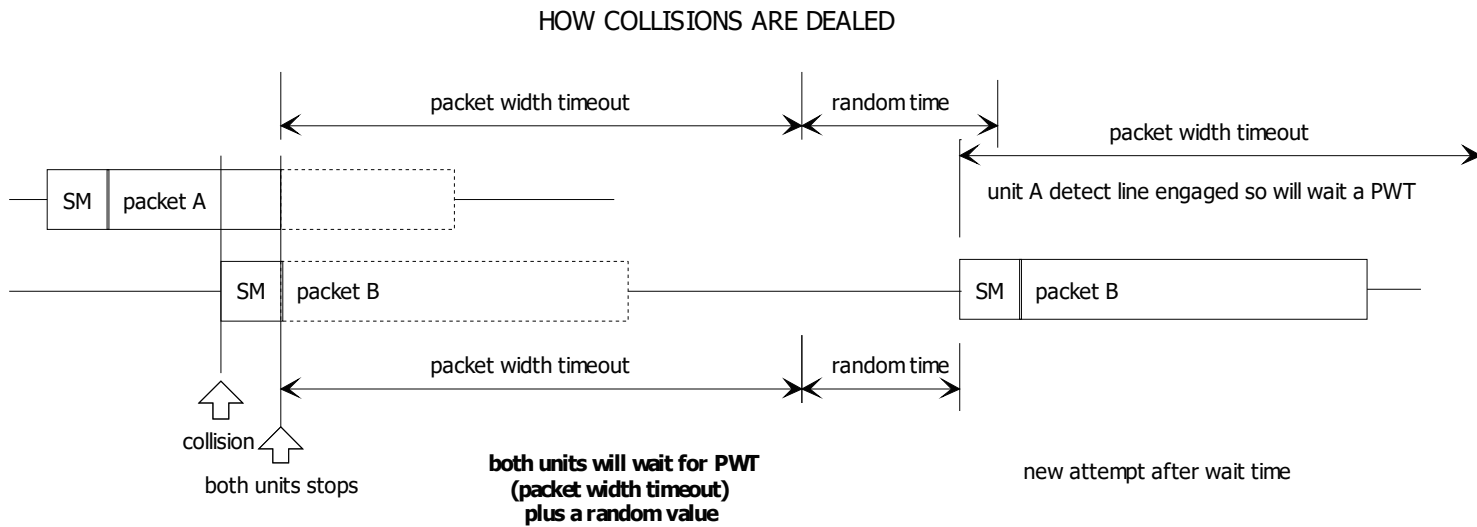 HOW COLLISIONS ARE DEALED
packet width timeout
random time
packet width timeout
SM
packet A
unit A detect line engaged so will wait a PWT
SM
packet B
SM
packet B
packet width timeout
random time
collision
both units stops
both units will wait for PWT
(packet width timeout)
plus a random value
new attempt after wait time